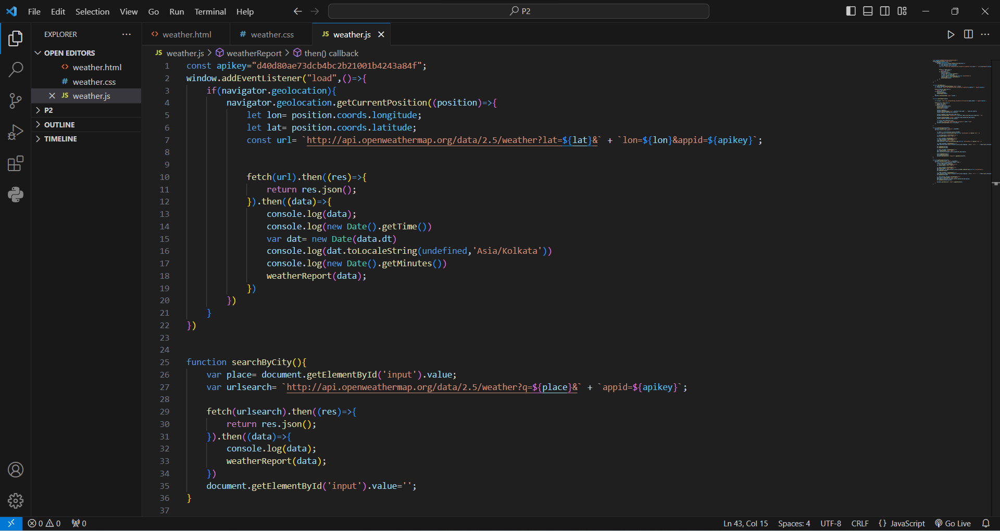 File Edit Selection View Go Run Terminal Help
P2
EXPLORER
OPEN EDITORS
weather.html
# weather.css
JS weather.js
P2
OUTLINE
TIMELINE
weather.html # weather.css JS weather.js
JS weather.js > weatherReport > then() callback
1 const apikey="d40d80ae73dcb4bc2b21001b4243a84f";
2 window.addEventListener("load",()=>{
3 if(navigator.geolocation){
4 navigator.geolocation.getCurrentPosition((position)=>{
5 let lon= position.coords.longitude;
6 let lat= position.coords.latitude;
7 const url= `http://api.openweathermap.org/data/2.5/weather?lat=${lat}&` + `lon=${lon}&appid=${apikey}`;
8
9
10 fetch(url).then((res)=>{
11 return res.json();
12 }).then((data)=>{
13 console.log(data);
14 console.log(new Date().getTime())
15 var dat= new Date(data.dt)
16 console.log(dat.toLocaleString(undefined,'Asia/Kolkata'))
17 console.log(new Date().getMinutes())
18 weatherReport(data);
19 })
20 })
21 }
22 })
23
24
25 function searchByCity(){
26 var place= document.getElementById('input').value;
27 var urlsearch= `http://api.openweathermap.org/data/2.5/weather?q=${place}&` + `appid=${apikey}`;
28
29 fetch(urlsearch).then((res)=>{
30 return res.json();
31 }).then((data)=>{
32 console.log(data);
33 weatherReport(data);
34 })
35 document.getElementById('input').value='';
36 }
37
0 0 0
Ln 43, Col 15 Spaces: 4 UTF-8 CRLF {} JavaScript Go Live